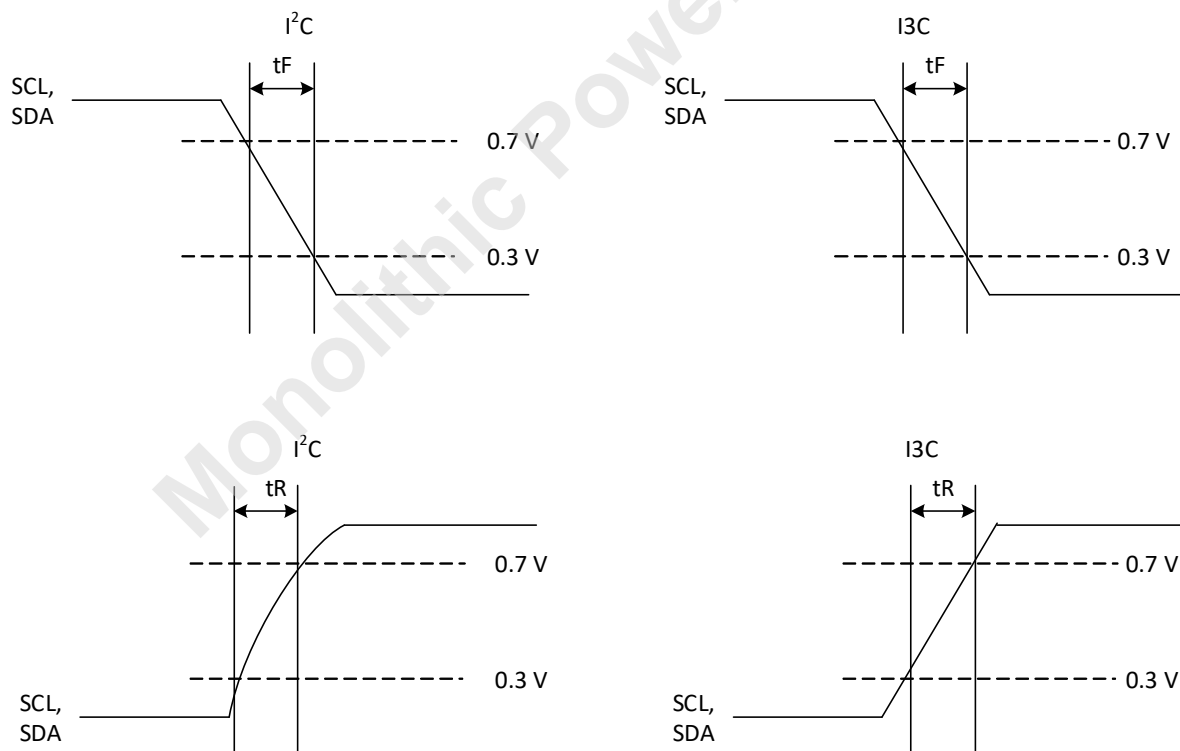 I²C
tF
SCL,
SDA
0.7 V
0.3 V
I3C
tF
SCL,
SDA
0.7 V
0.3 V
I²C
tR
0.7 V
0.3 V
SCL,
SDA
I3C
tR
0.7 V
0.3 V
SCL,
SDA
Monolithic Power